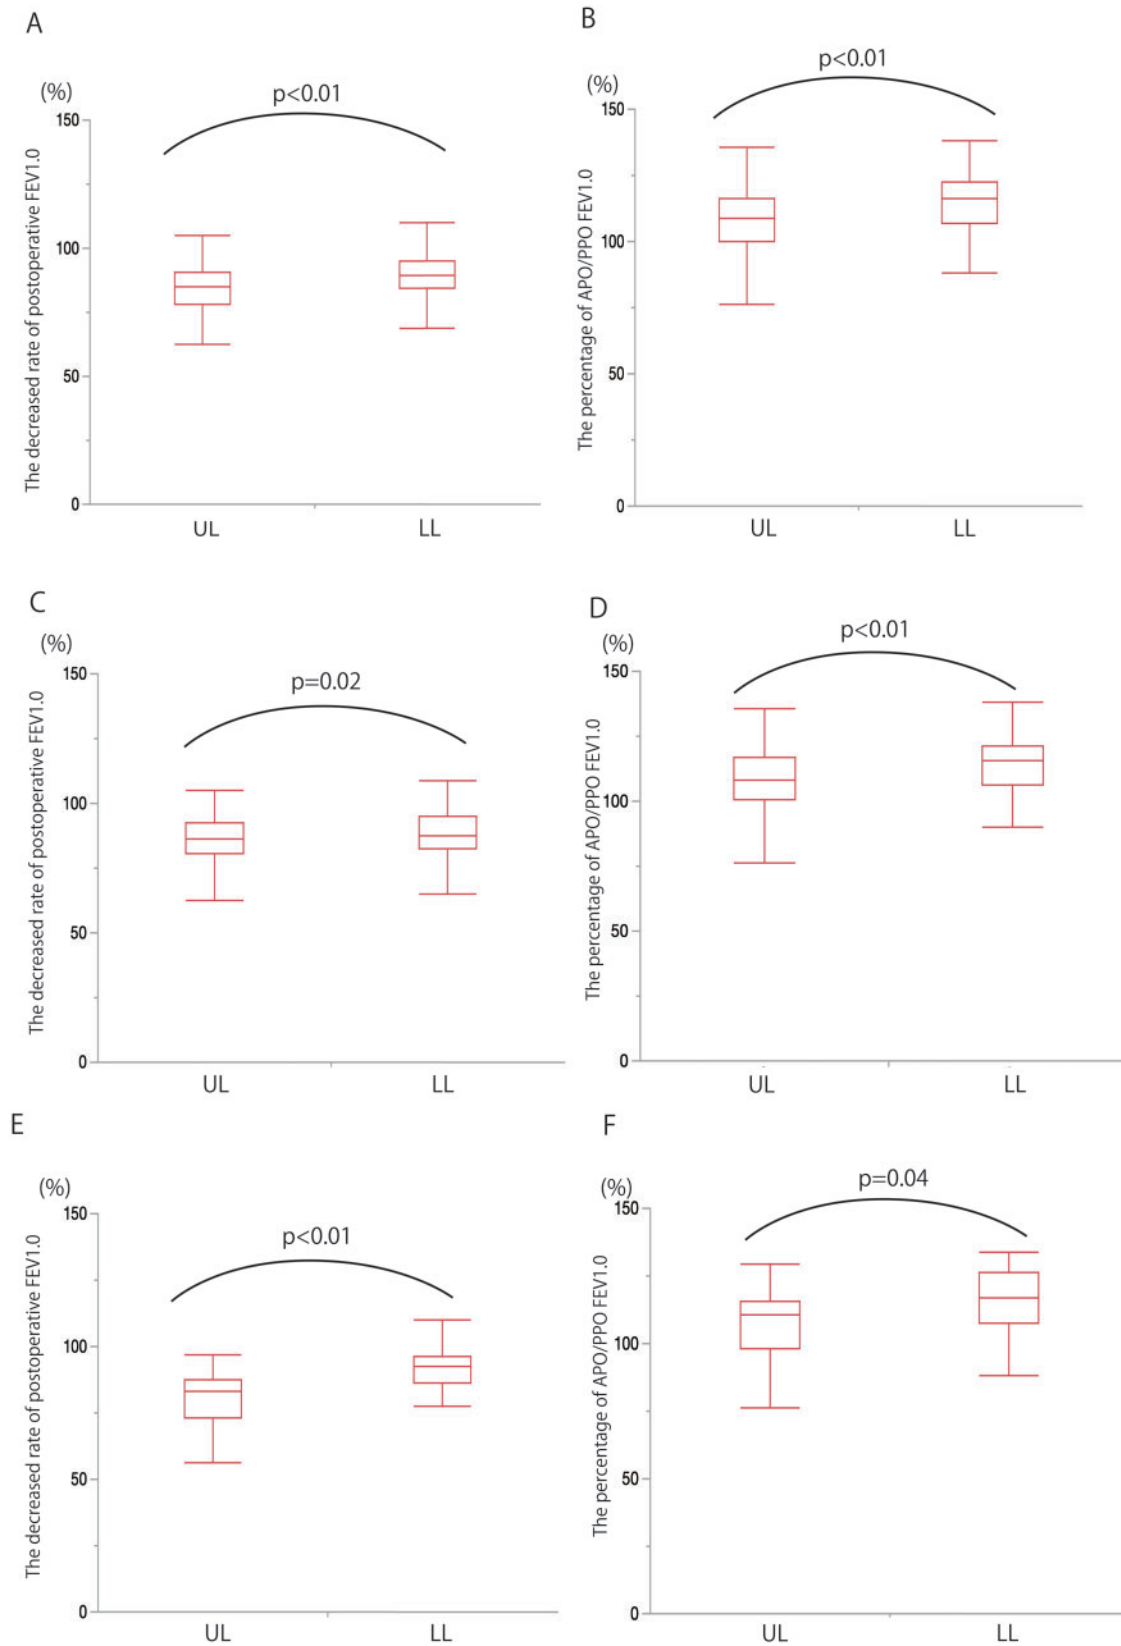 A
(%)
p<0.01
The decreased rate of postoperative FEV1.0
150
100
50
0
UL
LL
B
(%)
p<0.01
The percentage of APO/PPO FEV1.0
150
100
50
0
UL
LL
C
(%)
p=0.02
The decreased rate of postoperative FEV1.0
150
100
50
0
UL
LL
D
(%)
p<0.01
The percentage of APO/PPO FEV1.0
150
100
50
0
UL
LL
E
(%)
p<0.01
The decreased rate of postoperative FEV1.0
150
100
50
0
UL
LL
F
(%)
p=0.04
The percentage of APO/PPO FEV1.0
150
100
50
0
UL
LL